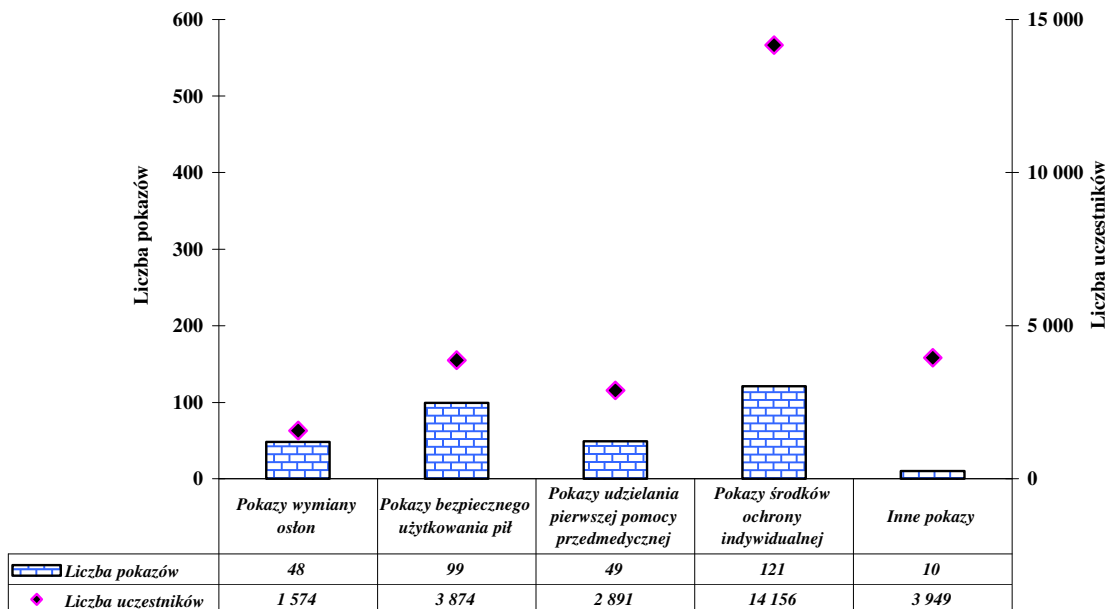 600
500
400
300
200
100
0
Liczba pokazów
15 000
10 000
5 000
0
Liczba uczestników
Pokazy wymiany
osłon
Pokazy bezpiecznego
użytkowania pił
Pokazy udzielania
pierwszej pomocy
przedmedycznej
Pokazy środków
ochrony
indywidualnej
Inne pokazy
Liczba pokazów 48 99 49 121 10
Liczba uczestników 1 574 3 874 2 891 14 156 3 949